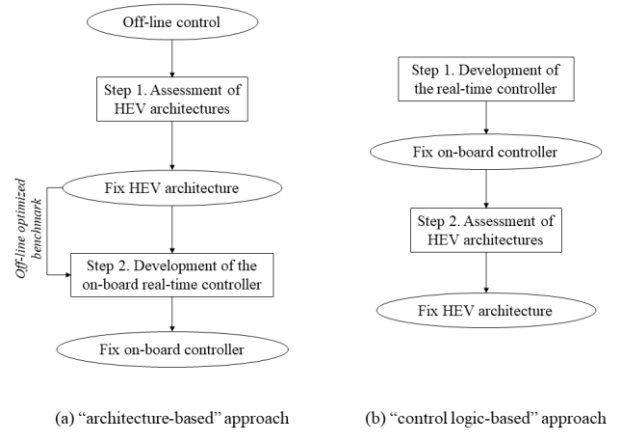 Off-line control
Step 1. Assessment of
HEV architectures
Fix HEV architecture
Off-line optimized
benchmark
Step 2. Development of the
on-board real-time controller
Fix on-board controller
(a) “architecture-based” approach
Step 1. Development of
the real-time controller
Fix on-board controller
Step 2. Assessment of
HEV architectures
Fix HEV architecture
(b) “control logic-based” approach